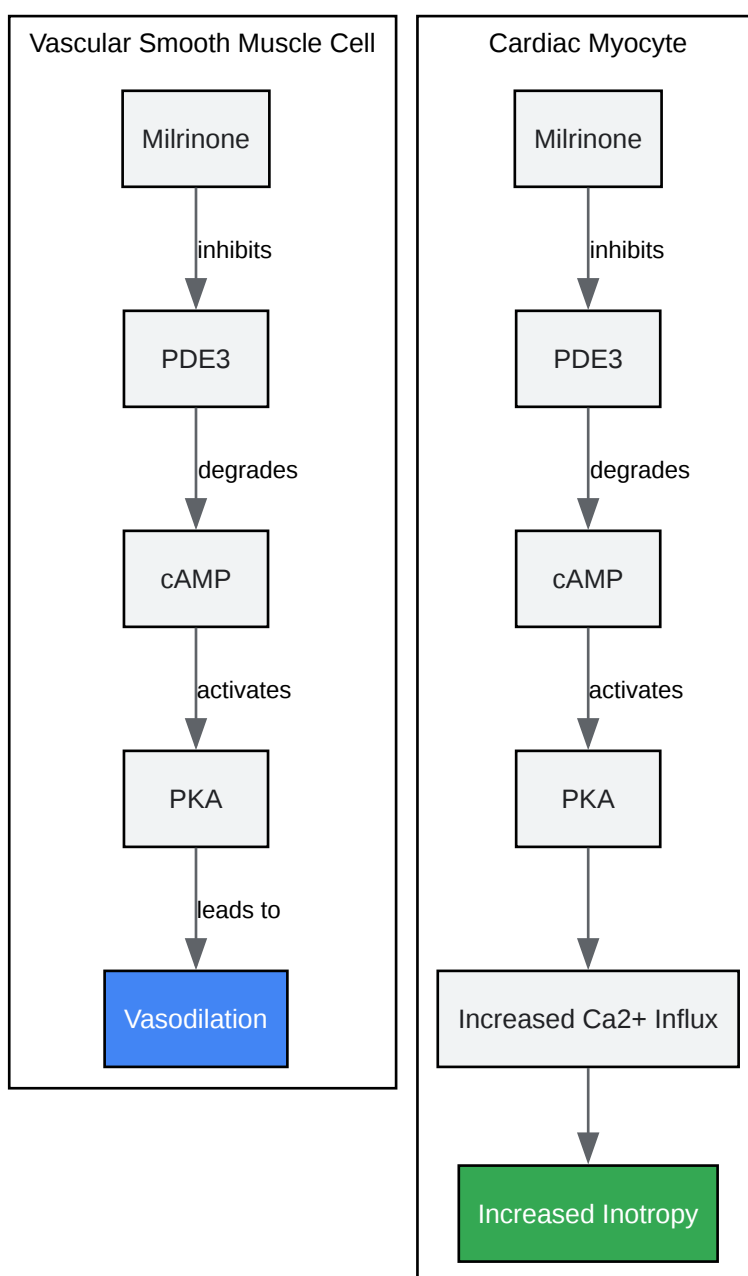 Vascular Smooth Muscle Cell
Milrinone
inhibits
PDE3
degrades
cAMP
activates
PKA
leads to
Vasodilation
Cardiac Myocyte
Milrinone
inhibits
PDE3
degrades
cAMP
activates
PKA
Increased Ca2+ Influx
Increased Inotropy